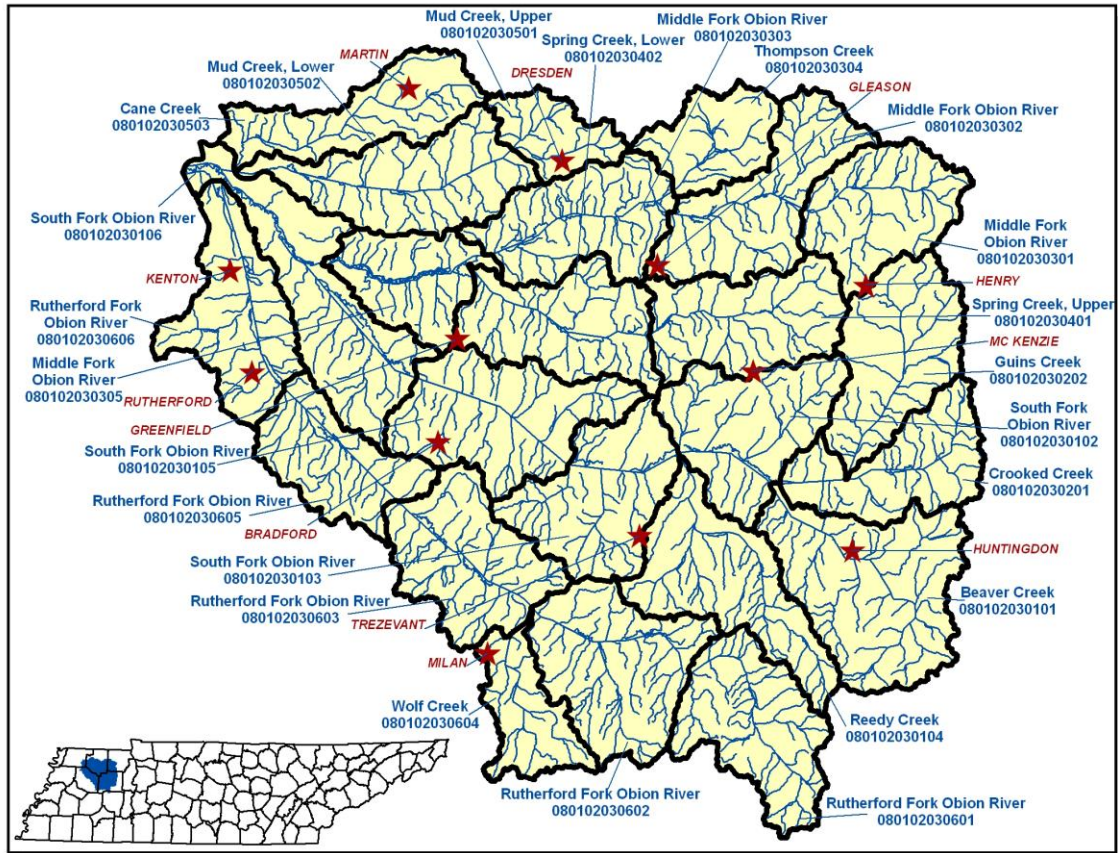 Mud Creek, Upper
080102030501
Middle Fork Obion River
080102030303
MARTIN
Spring Creek, Lower
080102030402
Thompson Creek
080102030304
Mud Creek, Lower
080102030502
DRESDEN
GLEASON
Cane Creek
080102030503
Middle Fork Obion River
080102030302
South Fork Obion River
080102030106
Middle Fork
Obion River
080102030301
KENTON
HENRY
Rutherford Fork
Obion River
080102030606
Spring Creek, Upper
080102030401
MC KENZIE
Middle Fork
Obion River
080102030305
Guins Creek
080102030202
RUTHERFORD
South Fork
Obion River
080102030102
GREENFIELD
South Fork Obion River
080102030105
Crooked Creek
080102030201
Rutherford Fork Obion River
080102030605
BRADFORD
HUNTINGDON
South Fork Obion River
080102030103
Beaver Creek
080102030101
Rutherford Fork Obion River
080102030603
TREZEVANT
MILAN
Wolf Creek
080102030604
Reedy Creek
080102030104
Rutherford Fork Obion River
080102030602
Rutherford Fork Obion River
080102030601